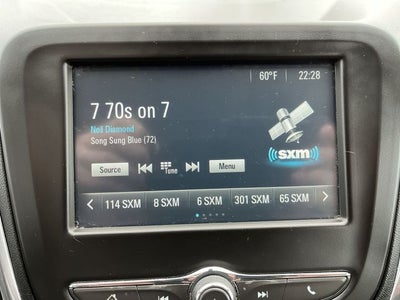 60°F 22:28
7 70s on 7
Neil Diamond
Song Sung Blue (72)
sxm
Source Tune Menu
114 SXM 8 SXM 6 SXM 301 SXM 65 SXM